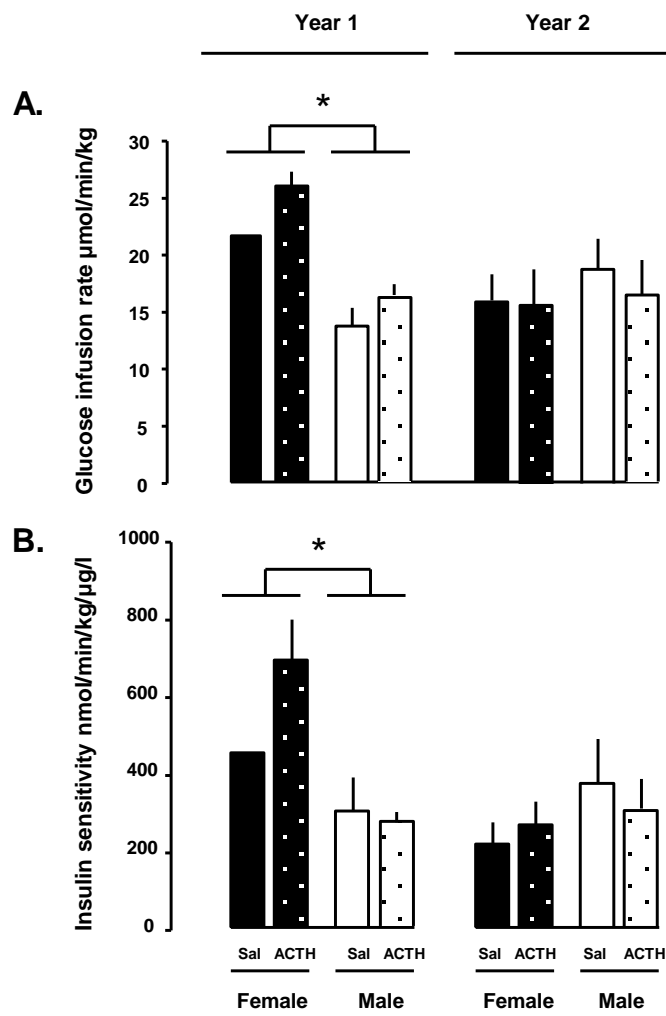 Year 1 Year 2
A.
*
Glucose infusion rate µmol/min/kg
30
25
20
15
10
5
0
B.
*
Insulin sensitivity nmol/min/kg/µg/l
1000
800
600
400
200
0
Sal ACTH Sal ACTH Sal ACTH Sal ACTH
Female Male Female Male